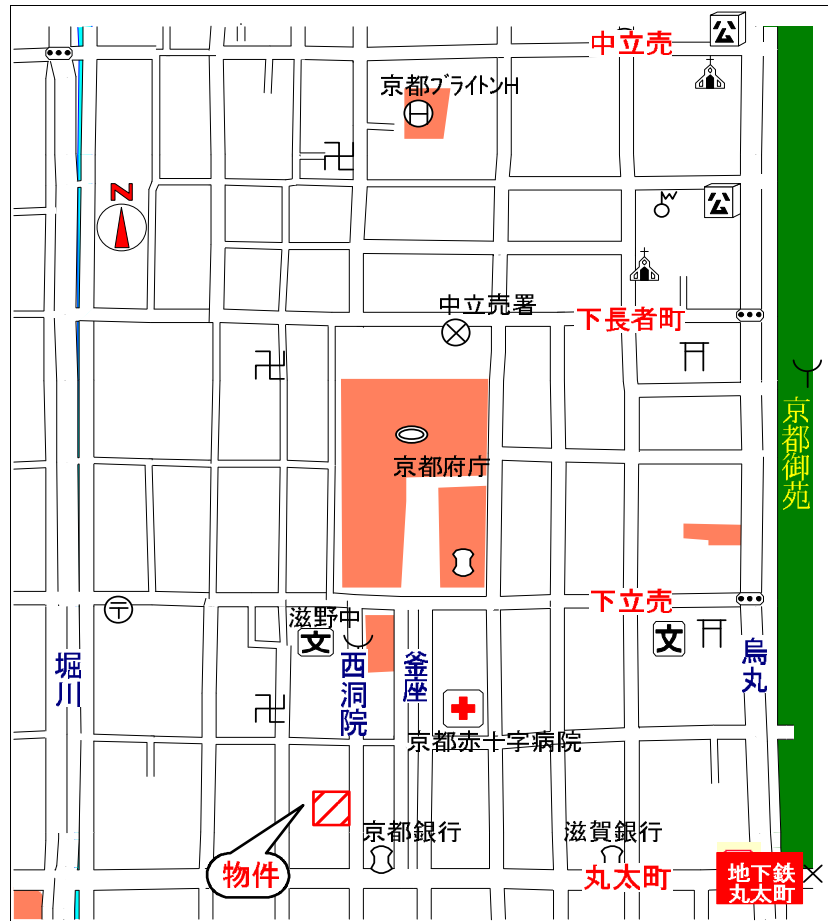 中立売
公
京都ﾌﾞﾗｲﾄﾝH
H
N
公
中立売署
下長者町
京都御苑
京都府庁
下立売
〒
滋野中
文
文
堀川
西洞院
釜座
烏丸
京都赤十字病院
京都銀行
滋賀銀行
物件
丸太町
地下鉄
丸太町